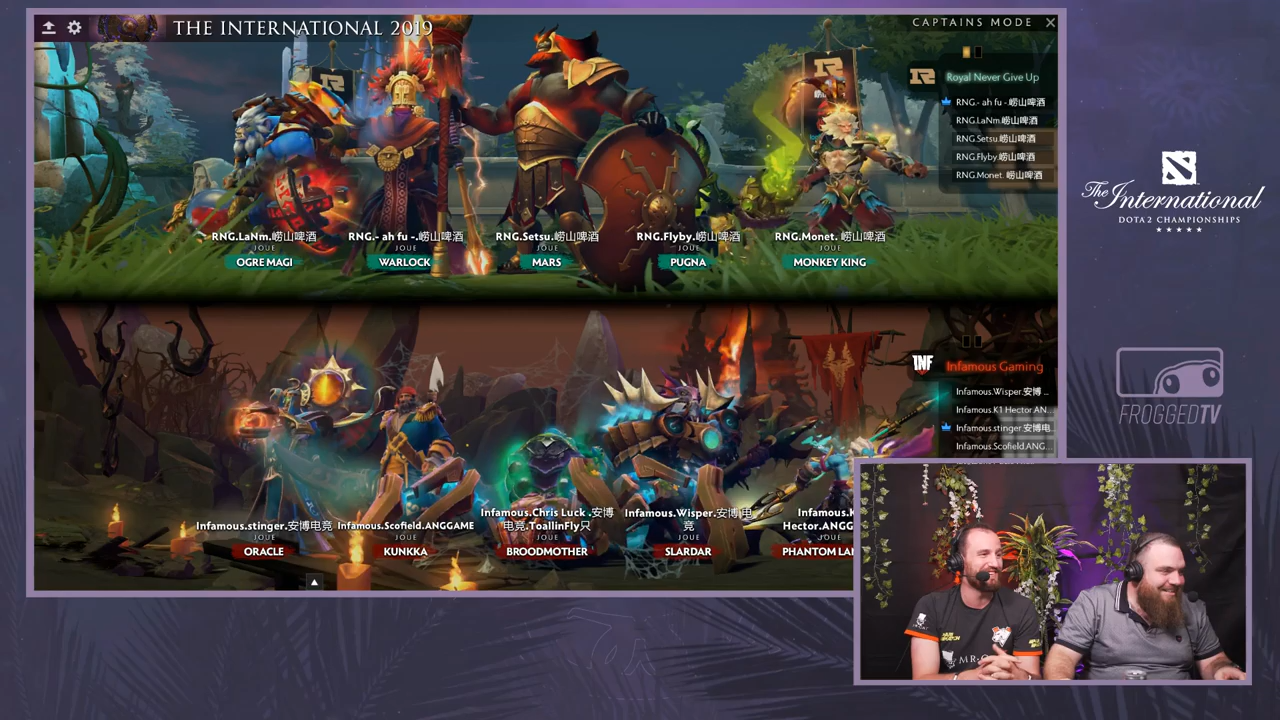 THE INTERNATIONAL 2019
CAPTAINS MODE
Royal Never Give Up
RNG.- ah fu -.崂山啤酒
RNG.LaNm.崂山啤酒
RNG.Setsu.崂山啤酒
RNG.Flyby.崂山啤酒
RNG.Monet. 崂山啤酒
RNG.LaNm.崂山啤酒
JOUE
OGRE MAGI
RNG.- ah fu -.崂山啤酒
JOUE
WARLOCK
RNG.Setsu.崂山啤酒
JOUE
MARS
RNG.Flyby.崂山啤酒
JOUE
PUGNA
RNG.Monet. 崂山啤酒
JOUE
MONKEY KING
INF
Infamous Gaming
Infamous.Wisper.安博 ...
Infamous.K1 Hector.AN...
Infamous.stinger.安博电...
Infamous.Scofield.ANG...
Infamous.stinger.安博电竞
JOUE
ORACLE
Infamous.Scofield.ANGGAME
JOUE
KUNKKA
Infamous.Chris Luck .安博
电竞.ToallinFly只
JOUE
BROODMOTHER
Infamous.Wisper.安博电
竞
JOUE
SLARDAR
Infamous.K
Hector.ANGG
JOUE
PHANTOM LAN
The International
DOTA 2 CHAMPIONSHIPS
FROGGEDTV